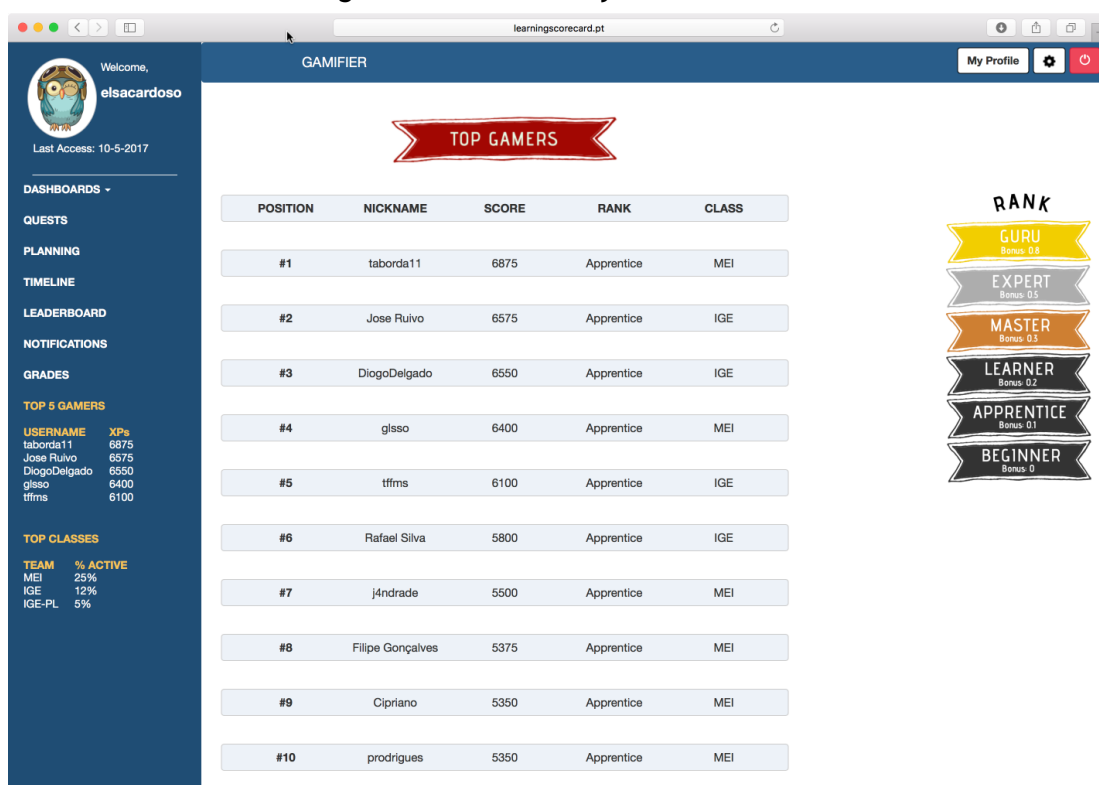 learningscorecard.pt
Welcome,
elsacardoso
Last Access: 10-5-2017
GAMIFIER
My Profile
DASHBOARDS
QUESTS
PLANNING
TIMELINE
LEADERBOARD
NOTIFICATIONS
GRADES
TOP 5 GAMERS
USERNAME XPs
taborda11 6875
Jose Ruivo 6575
DiogoDelgado 6550
glsso 6400
tffms 6100
TOP CLASSES
TEAM % ACTIVE
MEI 25%
IGE 12%
IGE-PL 5%
TOP GAMERS
POSITION NICKNAME SCORE RANK CLASS
#1 taborda11 6875 Apprentice MEI
#2 Jose Ruivo 6575 Apprentice IGE
#3 DiogoDelgado 6550 Apprentice IGE
#4 glsso 6400 Apprentice MEI
#5 tffms 6100 Apprentice IGE
#6 Rafael Silva 5800 Apprentice IGE
#7 j4ndrade 5500 Apprentice MEI
#8 Filipe Gonçalves 5375 Apprentice MEI
#9 Cipriano 5350 Apprentice MEI
#10 prodrigues 5350 Apprentice MEI
RANK
GURU
Bonus: 0.8
EXPERT
Bonus: 0.5
MASTER
Bonus: 0.3
LEARNER
Bonus: 0.2
APPRENTICE
Bonus: 0.1
BEGINNER
Bonus: 0